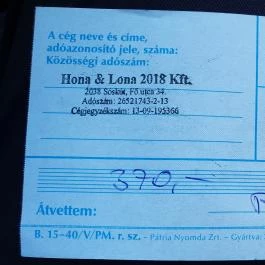 A cég neve és címe,
adóazonosító jele, száma:
Közösségi adószám:
Hona & Lona 2018 Kft.
2038 Sóskút, Fő utca 34.
Adószám: 26521743-2-13
Cégjegyzékszám: 13-09-195366
370,-
Átvettem:
B. 15-40/V/PM. r. sz. - Pátria Nyomda Zrt. - Gyártva: